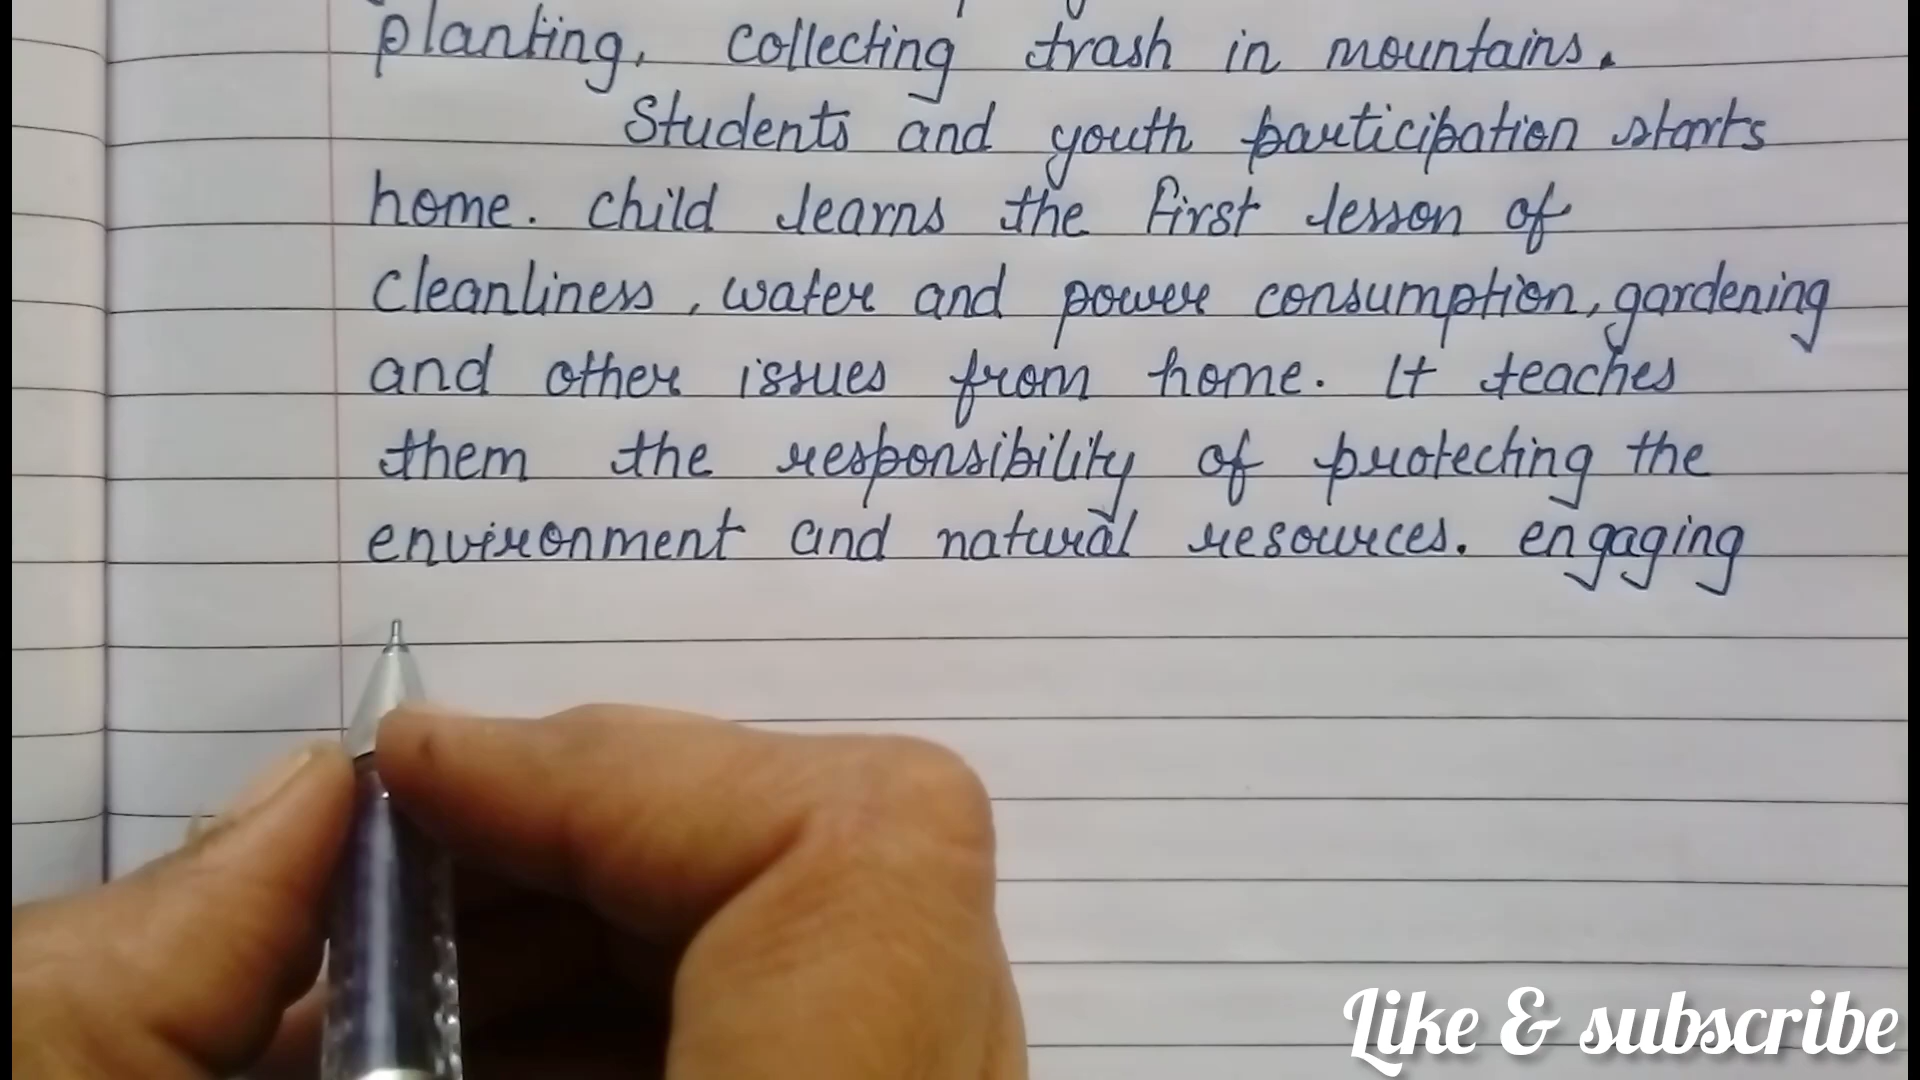 planting, collecting trash in mountains.
Students and youth participation starts
home. child learns the first lesson of
cleanliness, water and power consumption, gardening
and other issues from home. It teaches
them the responsibility of protecting the
environment and natural resources. engaging
Like & subscribe